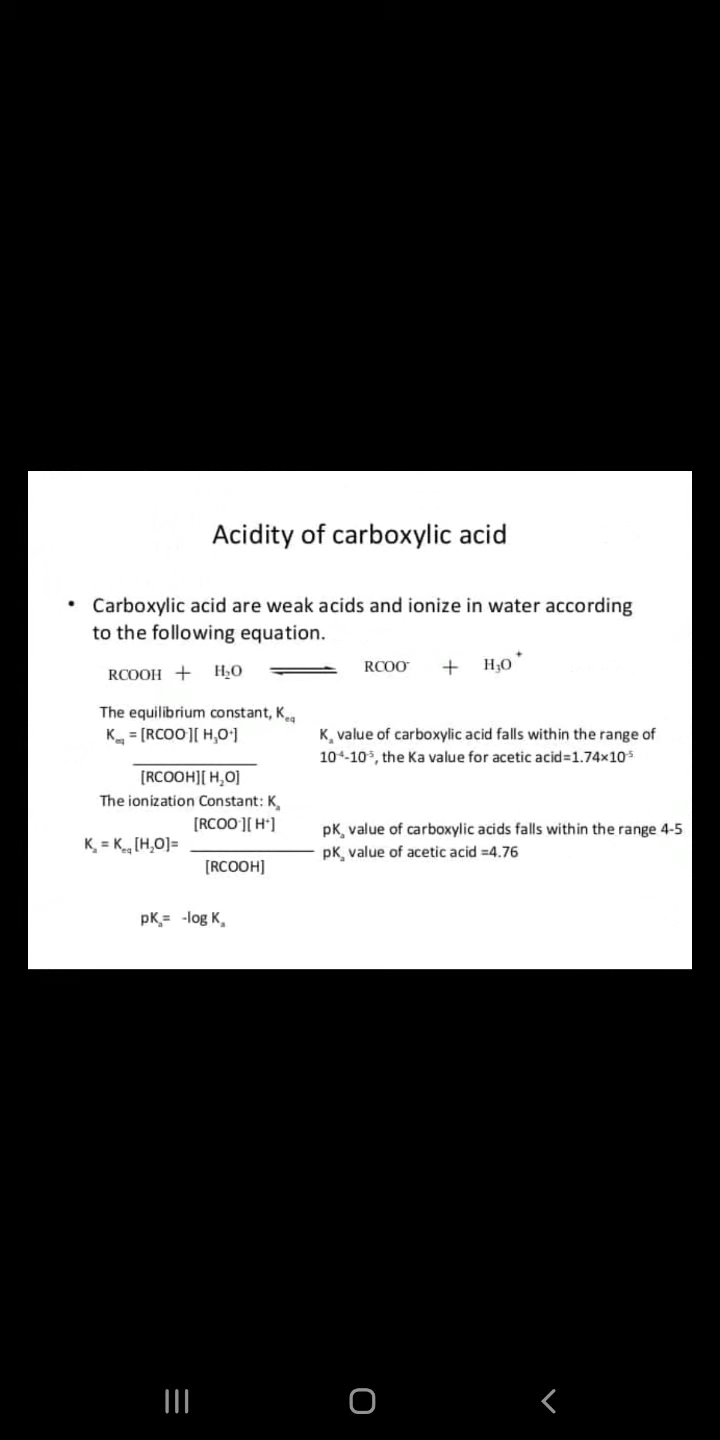 Acidity of carboxylic acid
• Carboxylic acid are weak acids and ionize in water according
to the following equation.
RCOOH + H₂O ⇌ RCOO⁻ + H₃O⁺
The equilibrium constant, Keq
Keq = [RCOO⁻][ H₃O⁺]
[RCOOH][ H₂O]
Kₐ value of carboxylic acid falls within the range of
10⁻⁴-10⁻⁵, the Ka value for acetic acid=1.74×10⁻⁵
The ionization Constant: Kₐ
[RCOO⁻][ H⁺]
Kₐ = Keq [H₂O]=
[RCOOH]
pKₐ value of carboxylic acids falls within the range 4-5
pKₐ value of acetic acid =4.76
pKₐ= -log Kₐ